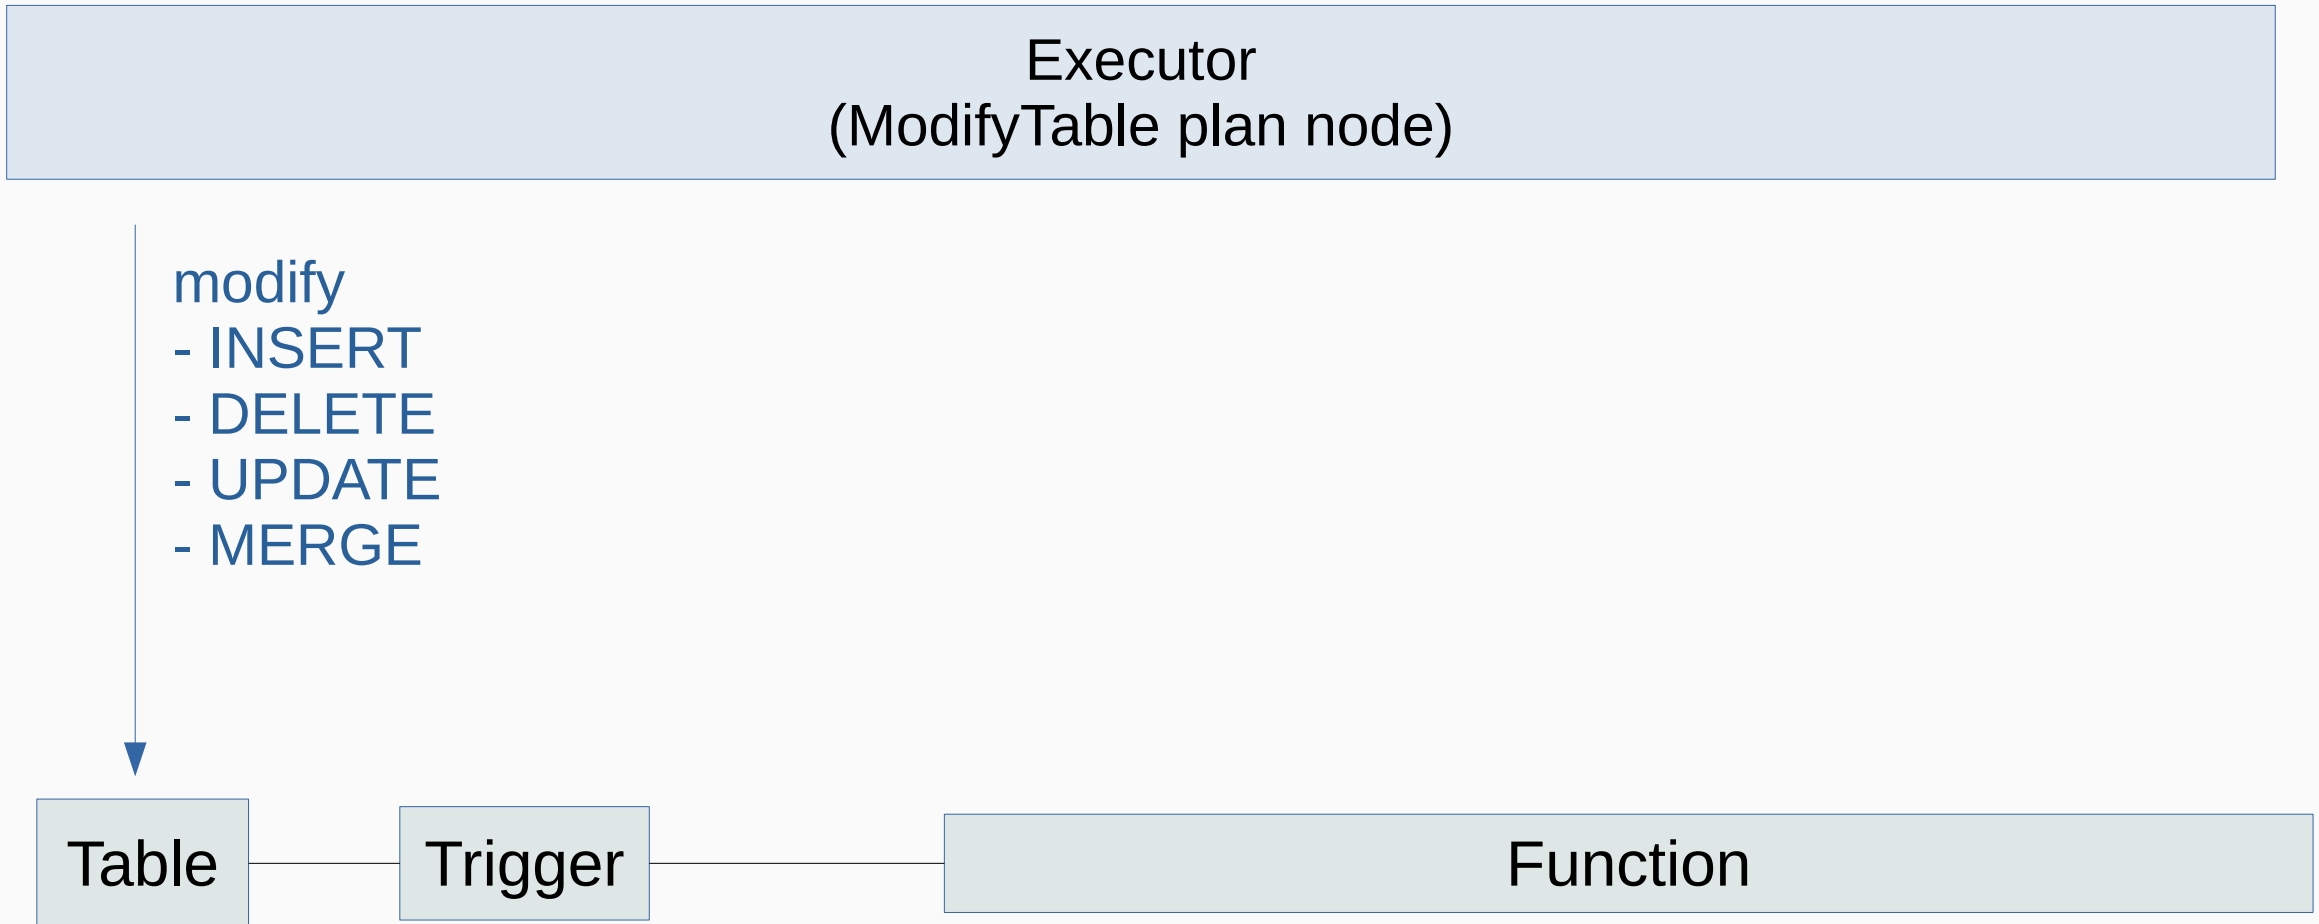 Executor
(ModifyTable plan node)
modify
- INSERT
- DELETE
- UPDATE
- MERGE
Table
Trigger
Function